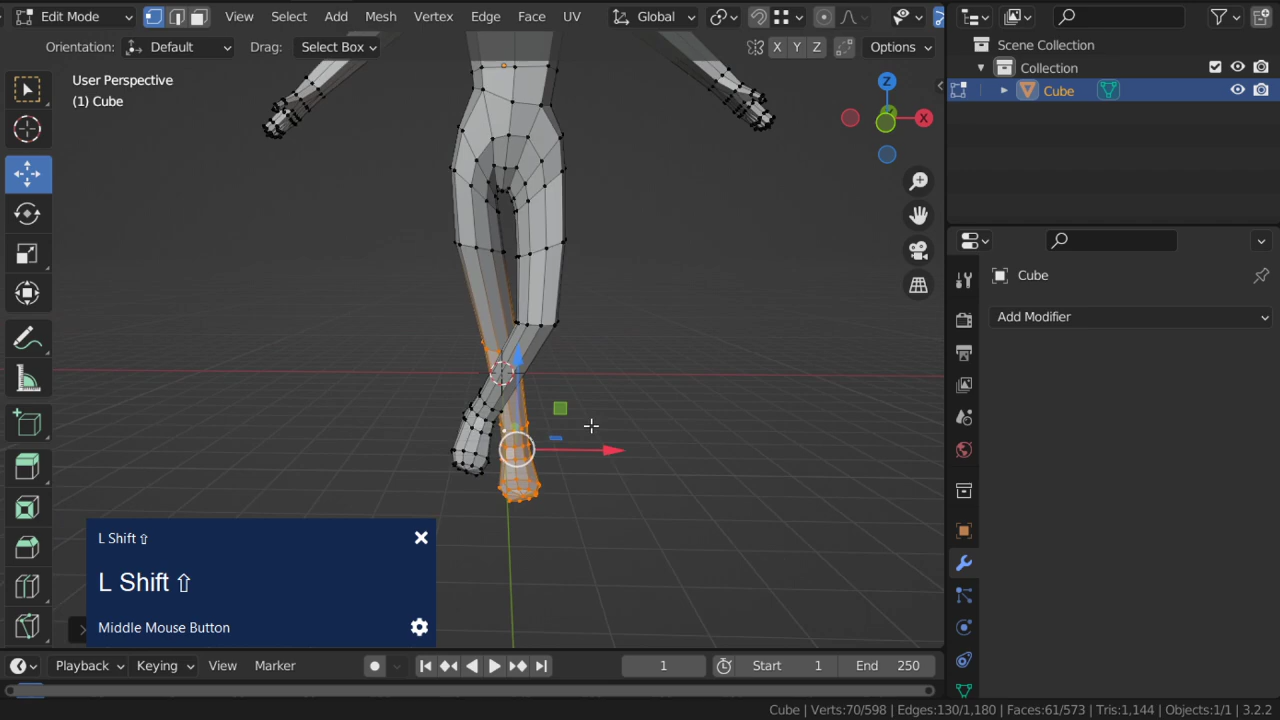 Edit Mode View Select Add Mesh Vertex Edge Face UV Global
Orientation: Default Drag: Select Box X Y Z Options
User Perspective
(1) Cube
Z
X
Scene Collection
Collection
Cube
Cube
Add Modifier
L Shift ⇧
L Shift ⇧
Middle Mouse Button
Playback Keying View Marker 1 Start 1 End 250
Cube | Verts:70/598 | Edges:130/1,180 | Faces:61/573 | Tris:1,144 | Objects:1/1 | 3.2.2